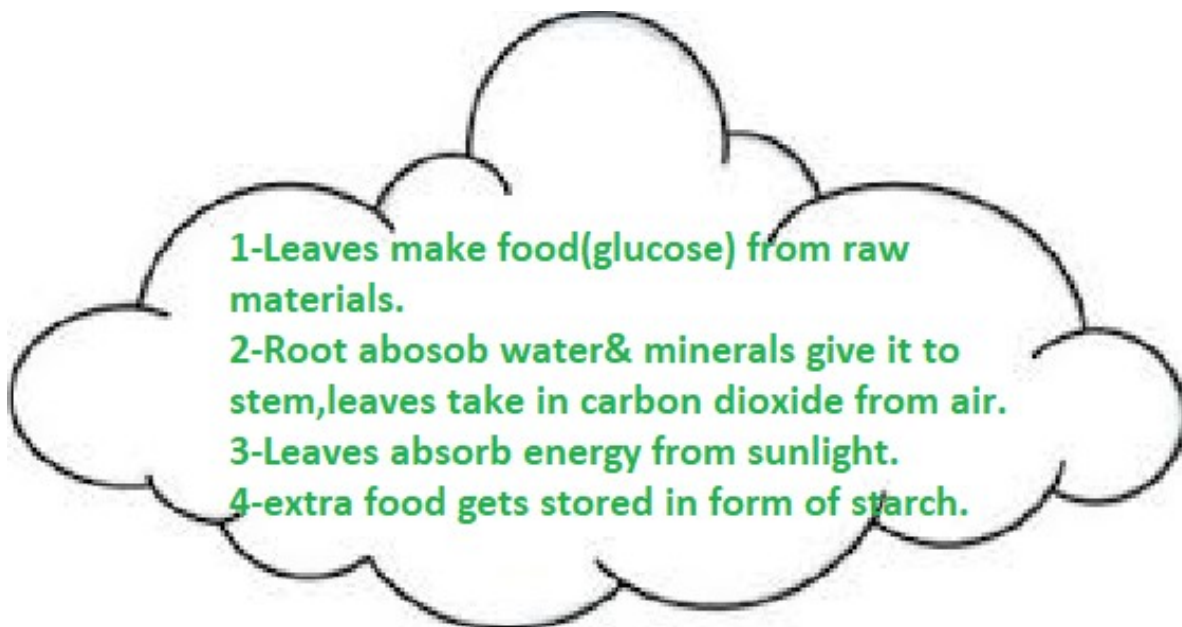 1-Leaves make food(glucose) from raw
materials.
2-Root abosob water& minerals give it to
stem,leaves take in carbon dioxide from air.
3-Leaves absorb energy from sunlight.
4-extra food gets stored in form of starch.